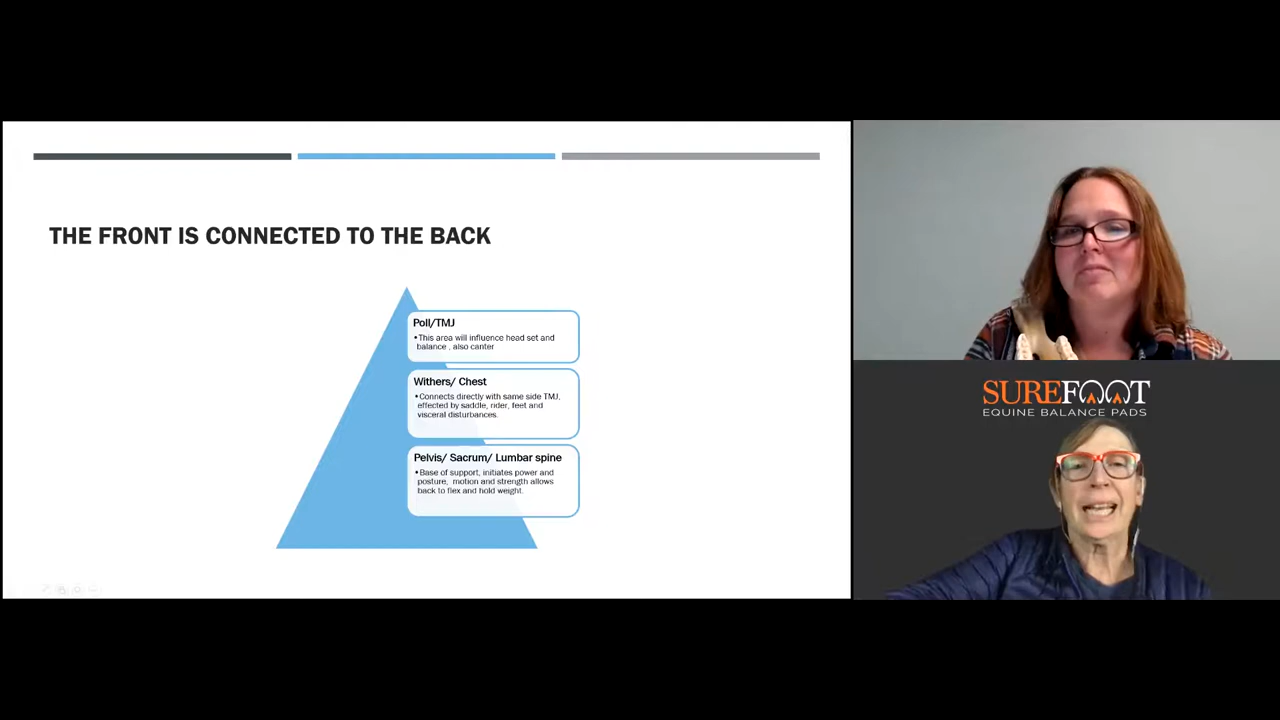 THE FRONT IS CONNECTED TO THE BACK
Poll/TMJ
•This area will influence head set and
balance , also canter
Withers/ Chest
•Connects directly with same side TMJ,
effected by saddle, rider, feet and
visceral disturbances.
Pelvis/ Sacrum/ Lumbar spine
•Base of support, initiates power and
posture, motion and strength allows
back to flex and hold weight.
SUREFOOT
EQUINE BALANCE PADS